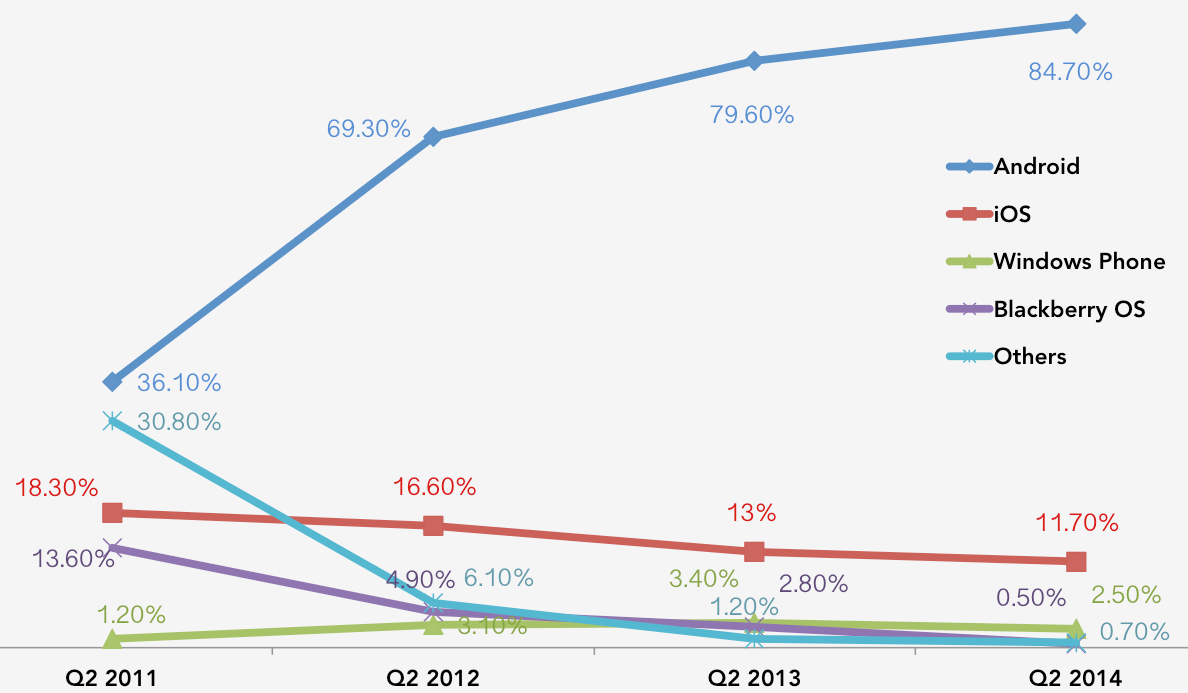 84.70%
79.60%
69.30%
Android
iOS
Windows Phone
Blackberry OS
Others
36.10%
30.80%
18.30%
16.60%
13%
11.70%
13.60%
4.90%
6.10%
3.40%
2.80%
0.50%
2.50%
1.20%
1.20%
3.10%
0.70%
Q2 2011
Q2 2012
Q2 2013
Q2 2014